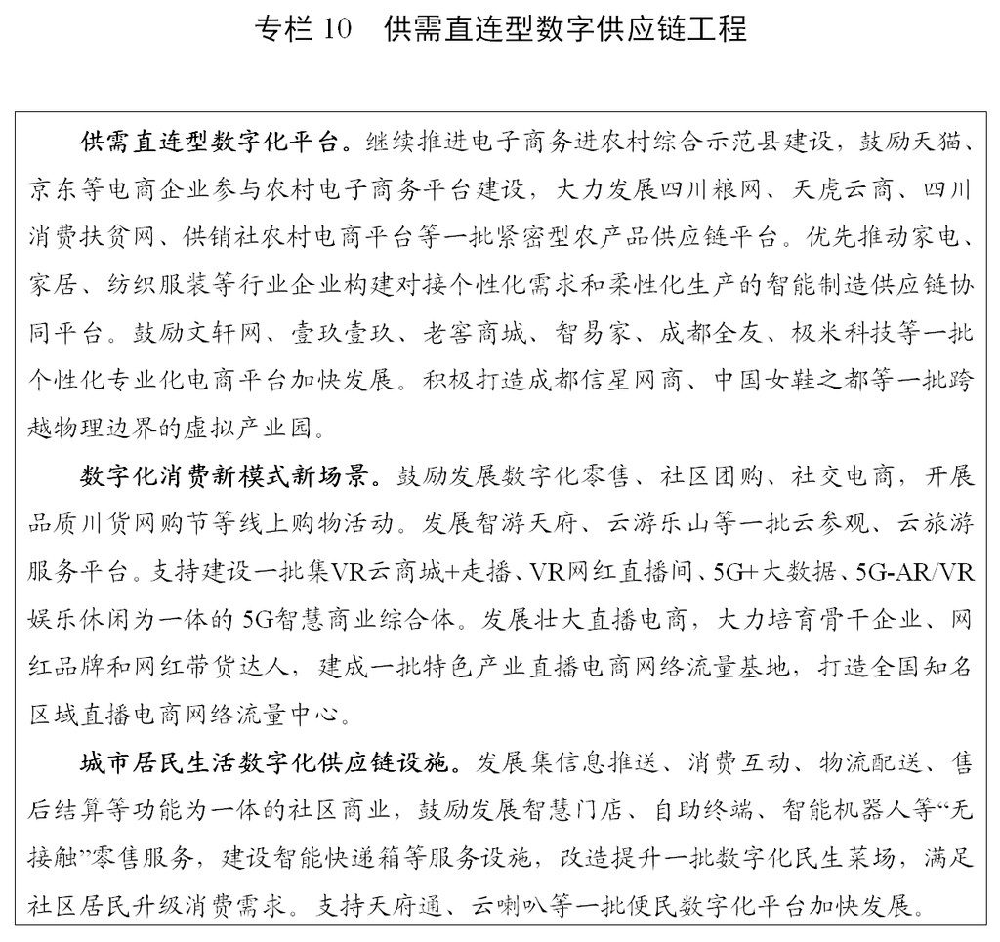 专栏 10 供需直连型数字供应链工程
供需直连型数字化平台。继续推进电子商务进农村综合示范县建设，鼓励天猫、
京东等电商企业参与农村电子商务平台建设，大力发展四川粮网、天虎云商、四川
消费扶贫网、供销社农村电商平台等一批紧密型农产品供应链平台。优先推动家电、
家居、纺织服装等行业企业构建对接个性化需求和柔性化生产的智能制造供应链协
同平台。鼓励文轩网、壹玖壹玖、老窖商城、智易家、成都全友、极米科技等一批
个性化专业化电商平台加快发展。积极打造成都信星网商、中国女鞋之都等一批跨
越物理边界的虚拟产业园。
数字化消费新模式新场景。鼓励发展数字化零售、社区团购、社交电商，开展
品质川货网购节等线上购物活动。发展智游天府、云游乐山等一批云参观、云旅游
服务平台。支持建设一批集VR云商城+走播、VR网红直播间、5G+大数据、5G-AR/VR
娱乐休闲为一体的 5G智慧商业综合体。发展壮大直播电商，大力培育骨干企业、网
红品牌和网红带货达人，建成一批特色产业直播电商网络流量基地，打造全国知名
区域直播电商网络流量中心。
城市居民生活数字化供应链设施。发展集信息推送、消费互动、物流配送、售
后结算等功能为一体的社区商业，鼓励发展智慧门店、自助终端、智能机器人等“无
接触”零售服务，建设智能快递箱等服务设施，改造提升一批数字化民生菜场，满足
社区居民升级消费需求。支持天府通、云喇叭等一批便民数字化平台加快发展。